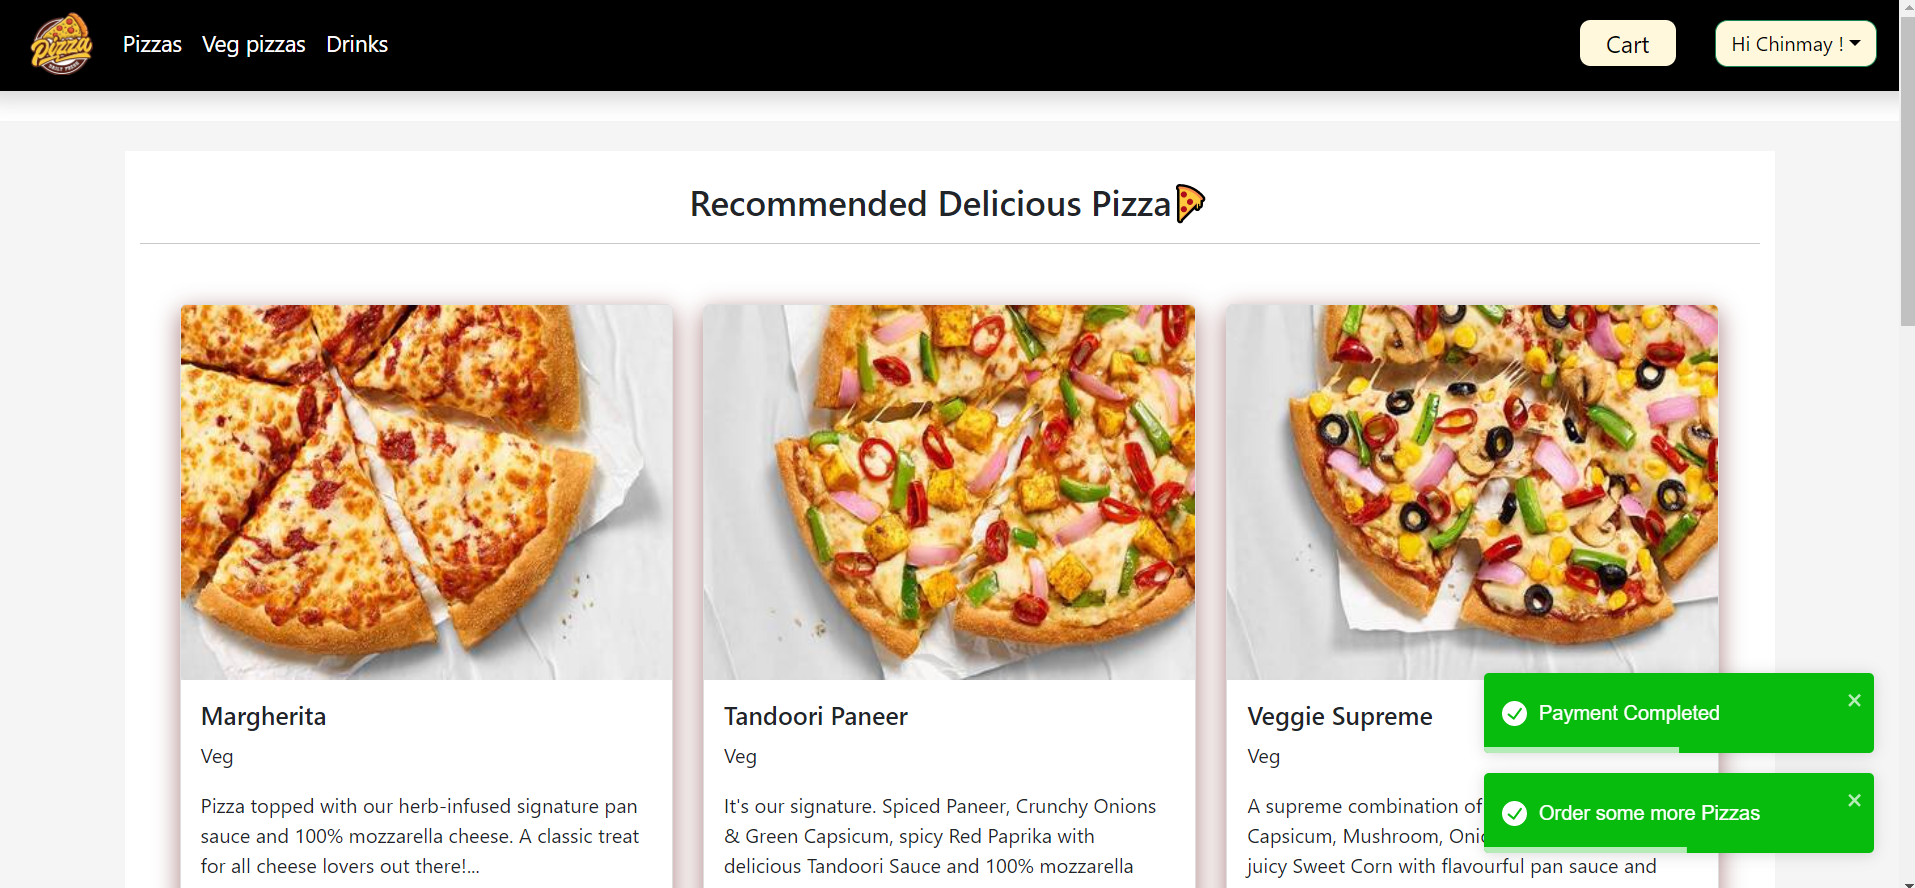 Pizza
Pizzas
Veg pizzas
Drinks
Cart
Hi Chinmay !
Recommended Delicious Pizza
Margherita
Veg
Pizza topped with our herb-infused signature pan
sauce and 100% mozzarella cheese. A classic treat
for all cheese lovers out there!...
Tandoori Paneer
Veg
It's our signature. Spiced Paneer, Crunchy Onions
& Green Capsicum, spicy Red Paprika with
delicious Tandoori Sauce and 100% mozzarella
Veggie Supreme
Veg
A supreme combination of
Capsicum, Mushroom,
juicy Sweet Corn with flavourful pan sauce and
Payment Completed
Order some more Pizzas